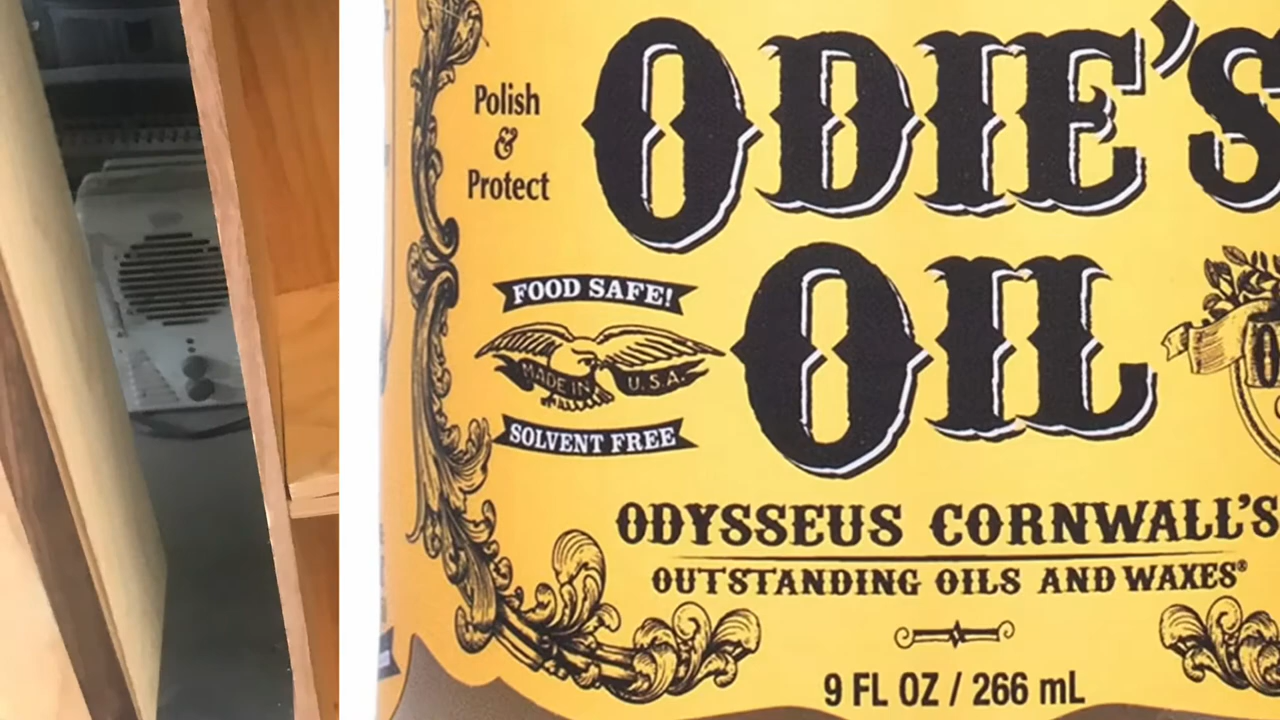 Polish
&
Protect
ODIE'S
OIL
FOOD SAFE!
MADE IN U.S.A.
SOLVENT FREE
ODYSSEUS CORNWALL'S
OUTSTANDING OILS AND WAXES®
9 FL OZ / 266 mL